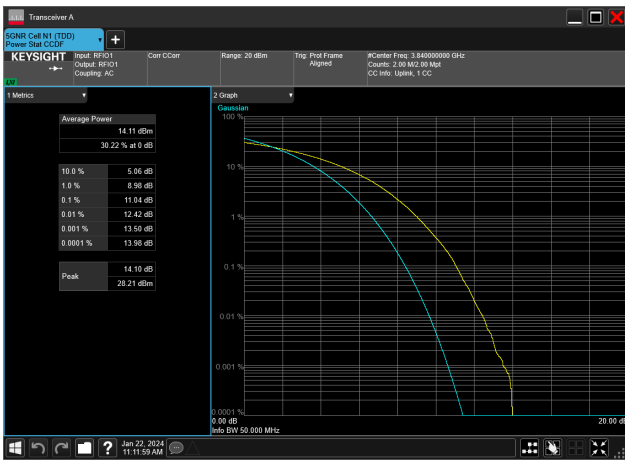 Transceiver A
5GNR Cell N1 (TDD)
Power Stat CCDF
KEYSIGHT
Input: RFIO1
Output: RFIO1
Coupling: AC
Corr CCorr
Range: 20 dBm
Trig: Prot Frame
Aligned
#Center Freq: 3.840000000 GHz
Counts: 2.00 M/2.00 Mpt
CC Info: Uplink, 1 CC
1 Metrics
Average Power
14.11 dBm
30.22 % at 0 dB
10.0 % 5.06 dB
1.0 % 8.98 dB
0.1 % 11.04 dB
0.01 % 12.42 dB
0.001 % 13.50 dB
0.0001 % 13.98 dB
Peak
14.10 dB
28.21 dBm
2 Graph
Gaussian
100 %
10 %
1 %
0.1 %
0.01 %
0.001 %
0.0001 %
0.00 dB
20.00 dB
Info BW 50.000 MHz
Jan 22, 2024
11:11:59 AM